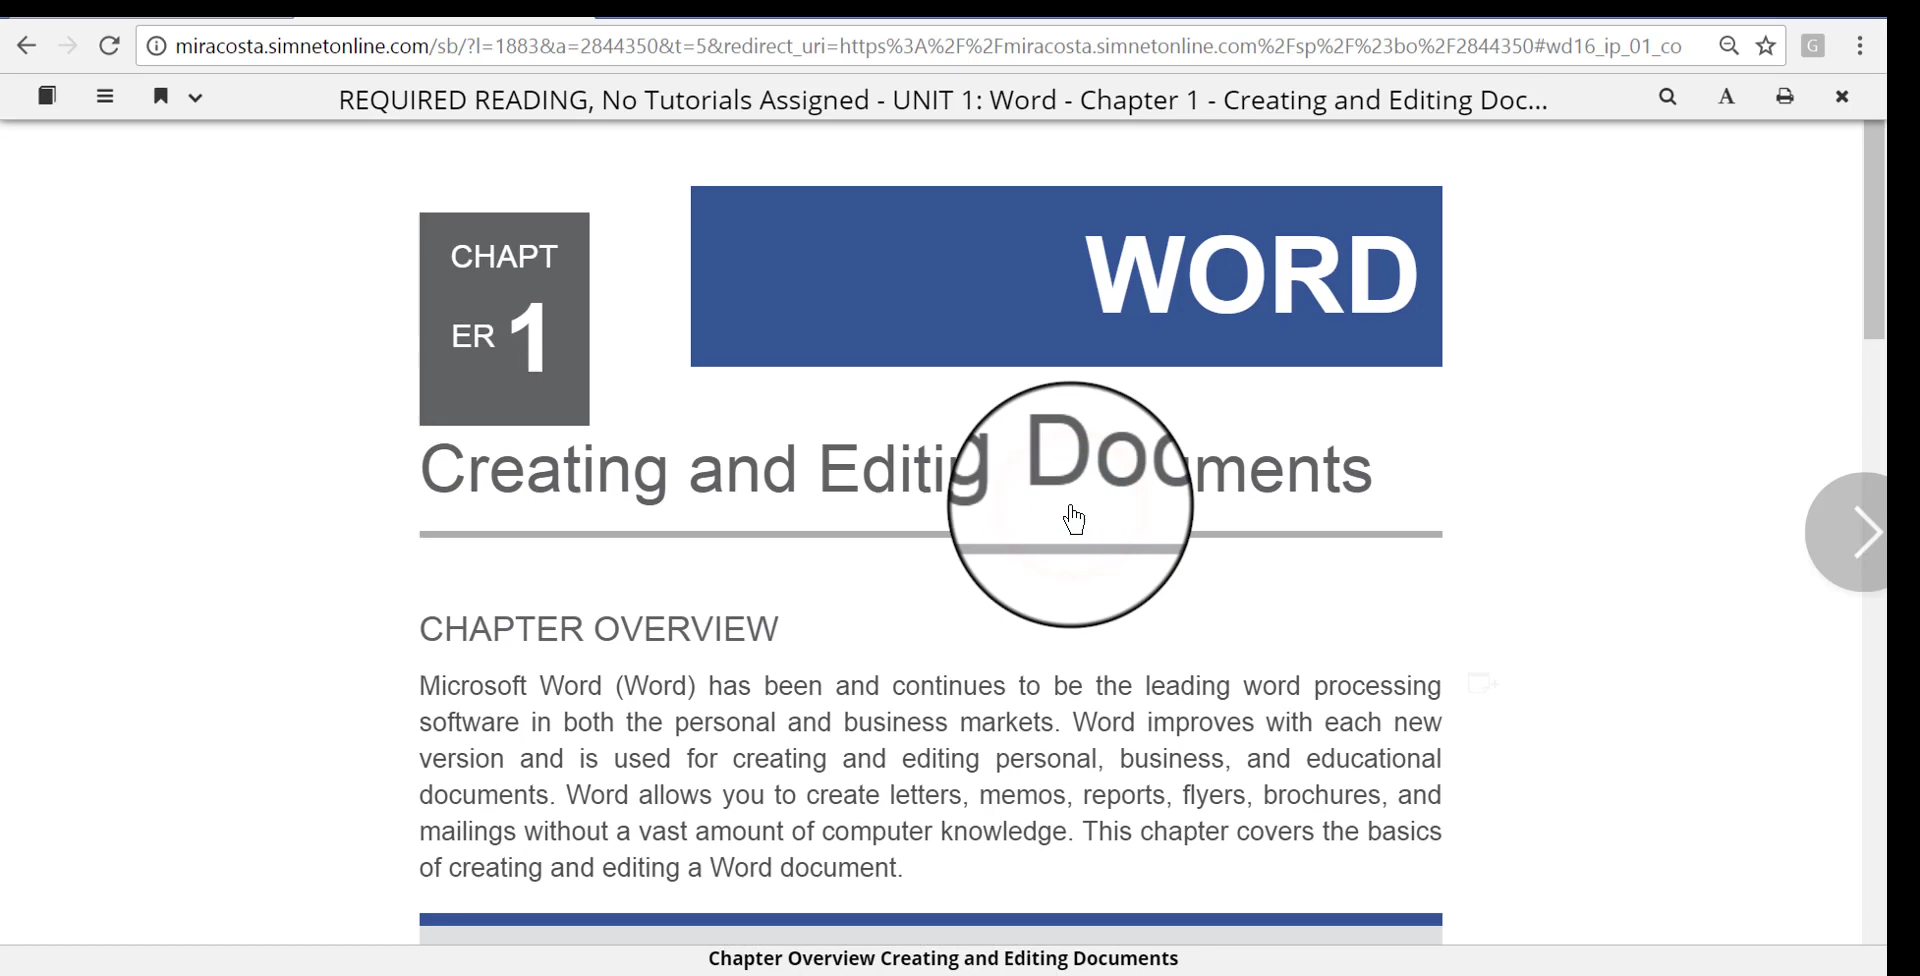 miracosta.simnetonline.com/sb/?l=1883&a=2844350&t=5&redirect_uri=https%3A%2F%2Fmiracosta.simnetonline.com%2Fsp%2F%23bo%2F2844350#wd16_ip_01_co
G
REQUIRED READING, No Tutorials Assigned - UNIT 1: Word - Chapter 1 - Creating and Editing Doc...
A
CHAPT
ER 1
WORD
Creating and Editig Documents
CHAPTER OVERVIEW
Microsoft Word (Word) has been and continues to be the leading word processing
software in both the personal and business markets. Word improves with each new
version and is used for creating and editing personal, business, and educational
documents. Word allows you to create letters, memos, reports, flyers, brochures, and
mailings without a vast amount of computer knowledge. This chapter covers the basics
of creating and editing a Word document.
Chapter Overview Creating and Editing Documents